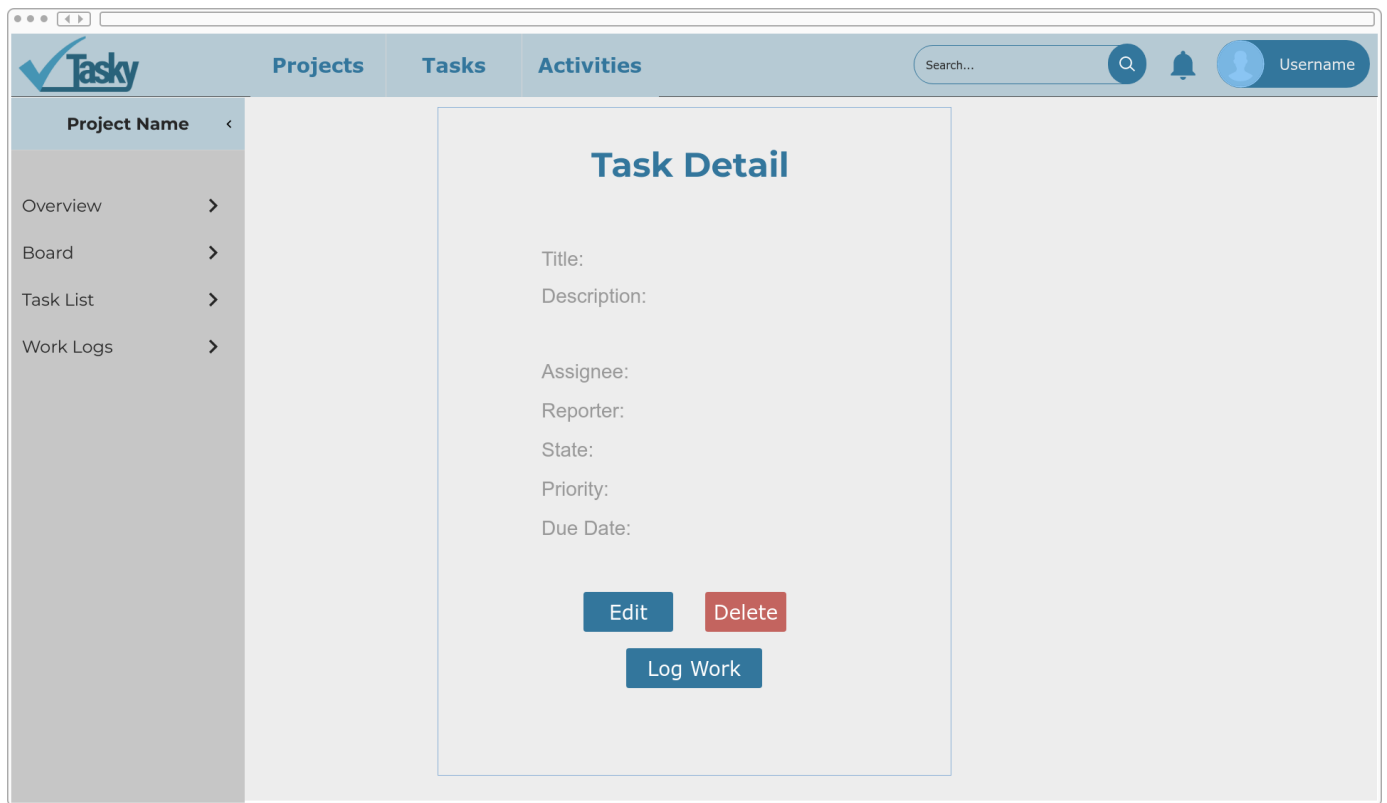 Tasky
Projects Tasks Activities
Search...
Username
Project Name
Overview
Board
Task List
Work Logs
Task Detail
Title:
Description:
Assignee:
Reporter:
State:
Priority:
Due Date:
Edit Delete
Log Work